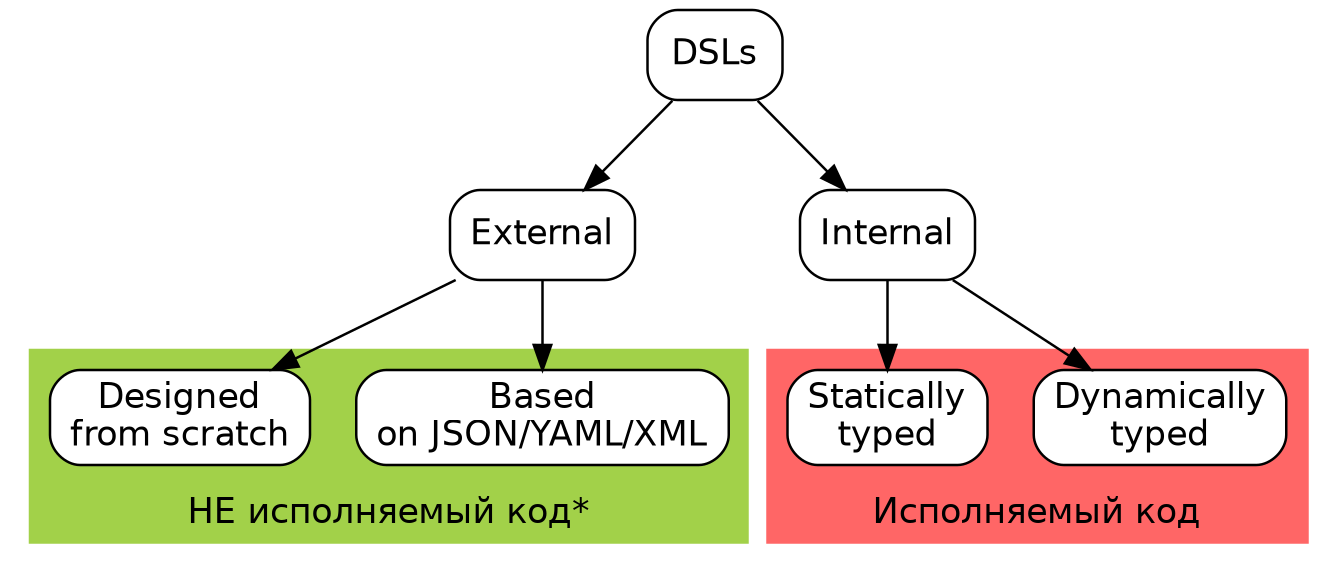 DSLs
External
Internal
Designed
from scratch
Based
on JSON/YAML/XML
Statically
typed
Dynamically
typed
НЕ исполняемый код*
Исполняемый код